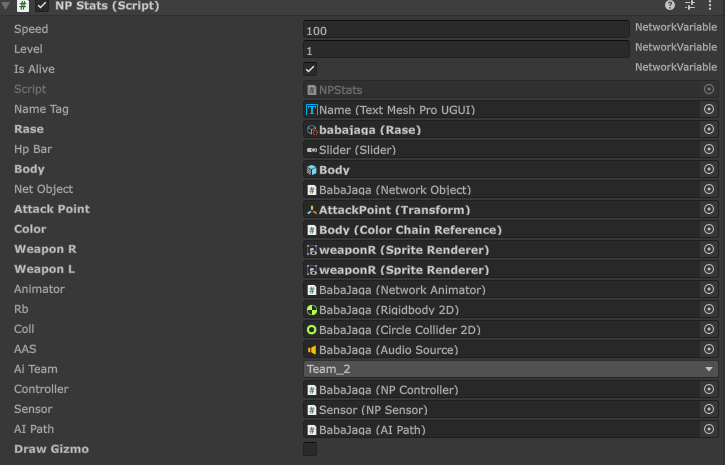 NP Stats (Script)
Speed 100 NetworkVariable
Level 1 NetworkVariable
Is Alive NetworkVariable
Script NPStats
Name Tag Name (Text Mesh Pro UGUI)
Rase babajaga (Rase)
Hp Bar Slider (Slider)
Body Body
Net Object BabaJaga (Network Object)
Attack Point AttackPoint (Transform)
Color Body (Color Chain Reference)
Weapon R weaponR (Sprite Renderer)
Weapon L weaponR (Sprite Renderer)
Animator BabaJaga (Network Animator)
Rb BabaJaga (Rigidbody 2D)
Coll BabaJaga (Circle Collider 2D)
AAS BabaJaga (Audio Source)
Ai Team Team_2
Controller BabaJaga (NP Controller)
Sensor Sensor (NP Sensor)
AI Path BabaJaga (AI Path)
Draw Gizmo